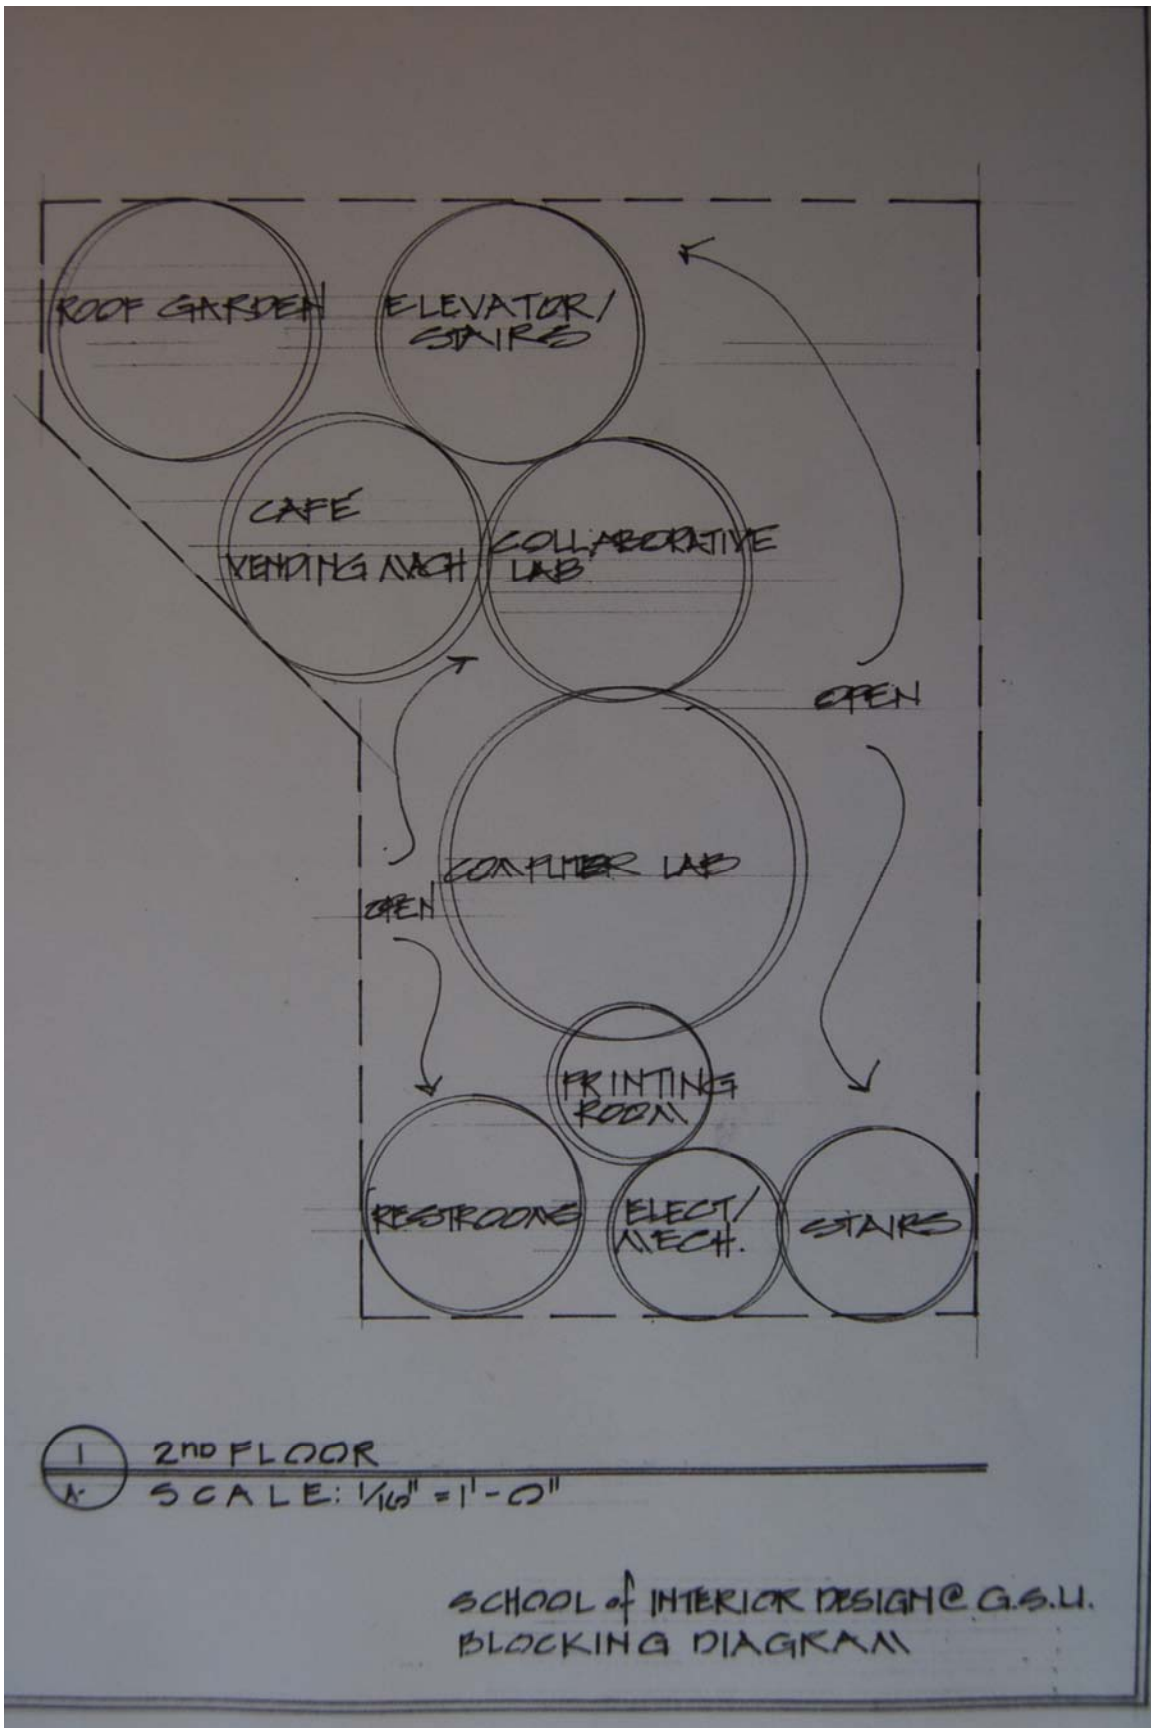 ROOF GARDEN
ELEVATOR/
STAIRS
CAFÉ
VENDING MACH
COLLABORATIVE
LAB
OPEN
COMPUTER LAB
OPEN
PRINTING
ROOM
RESTROOMS
ELECT/
MECH.
STAIRS
1
2ND FLOOR
SCALE: 1/16" = 1'-0"
SCHOOL of INTERIOR DESIGN @ G.S.U.
BLOCKING DIAGRAM